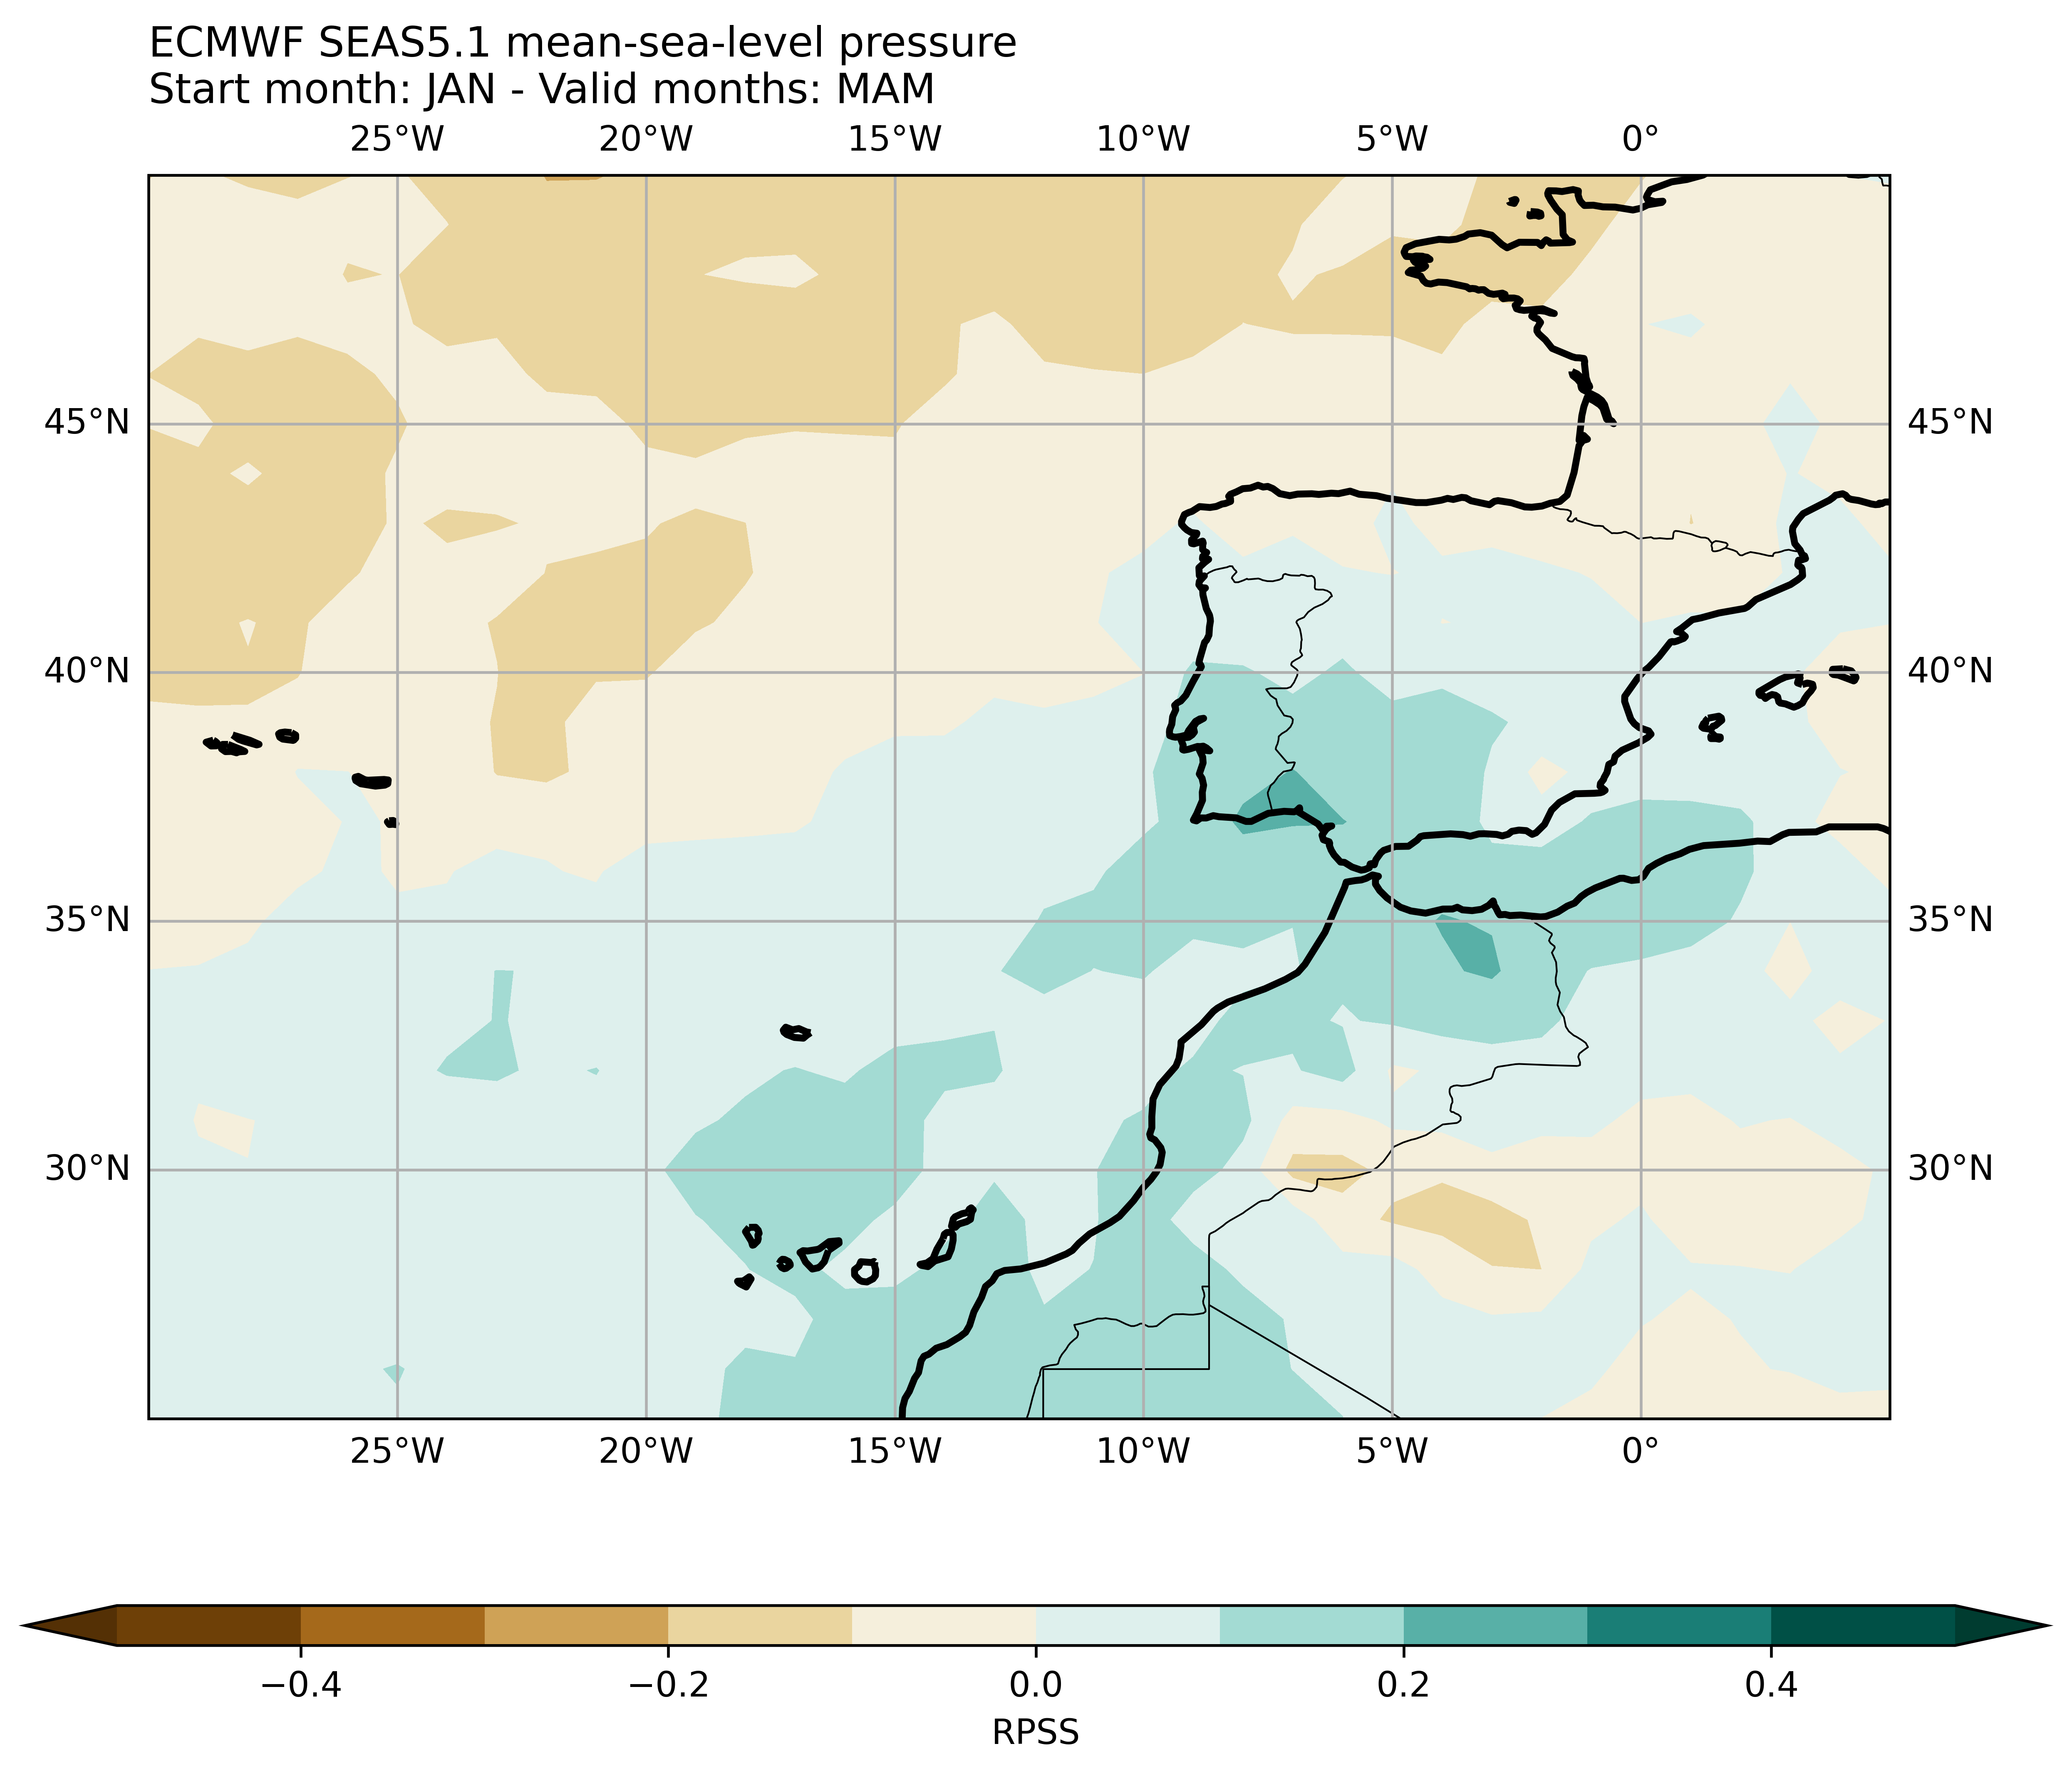 ECMWF SEAS5.1 mean-sea-level pressure
Start month: JAN - Valid months: MAM
25°W 20°W 15°W 10°W 5°W 0°
45°N 45°N
40°N 40°N
35°N 35°N
30°N 30°N
25°W 20°W 15°W 10°W 5°W 0°
−0.4 −0.2 0.0 0.2 0.4
RPSS